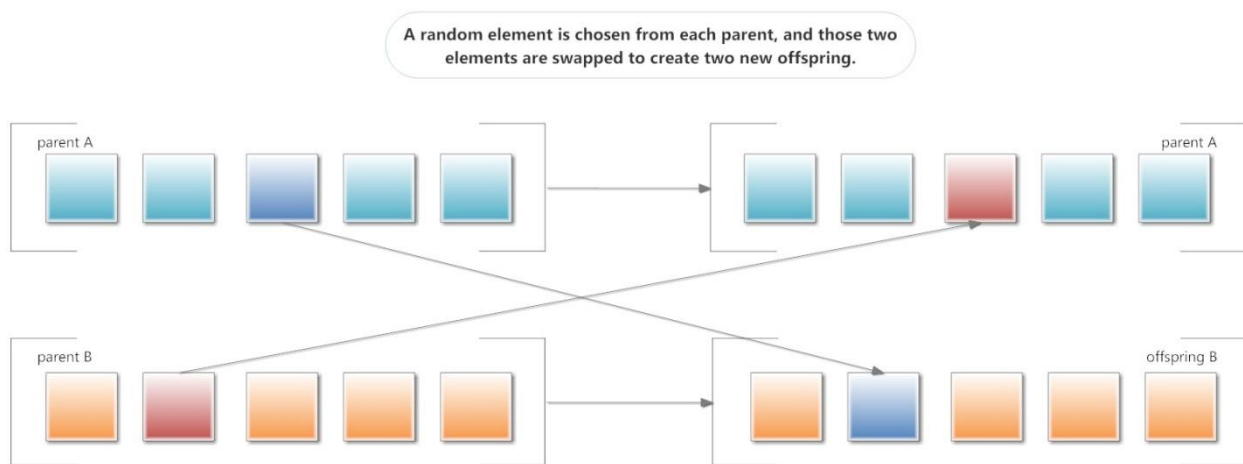 A random element is chosen from each parent, and those two
elements are swapped to create two new offspring.
parent A
parent A
parent B
offspring B